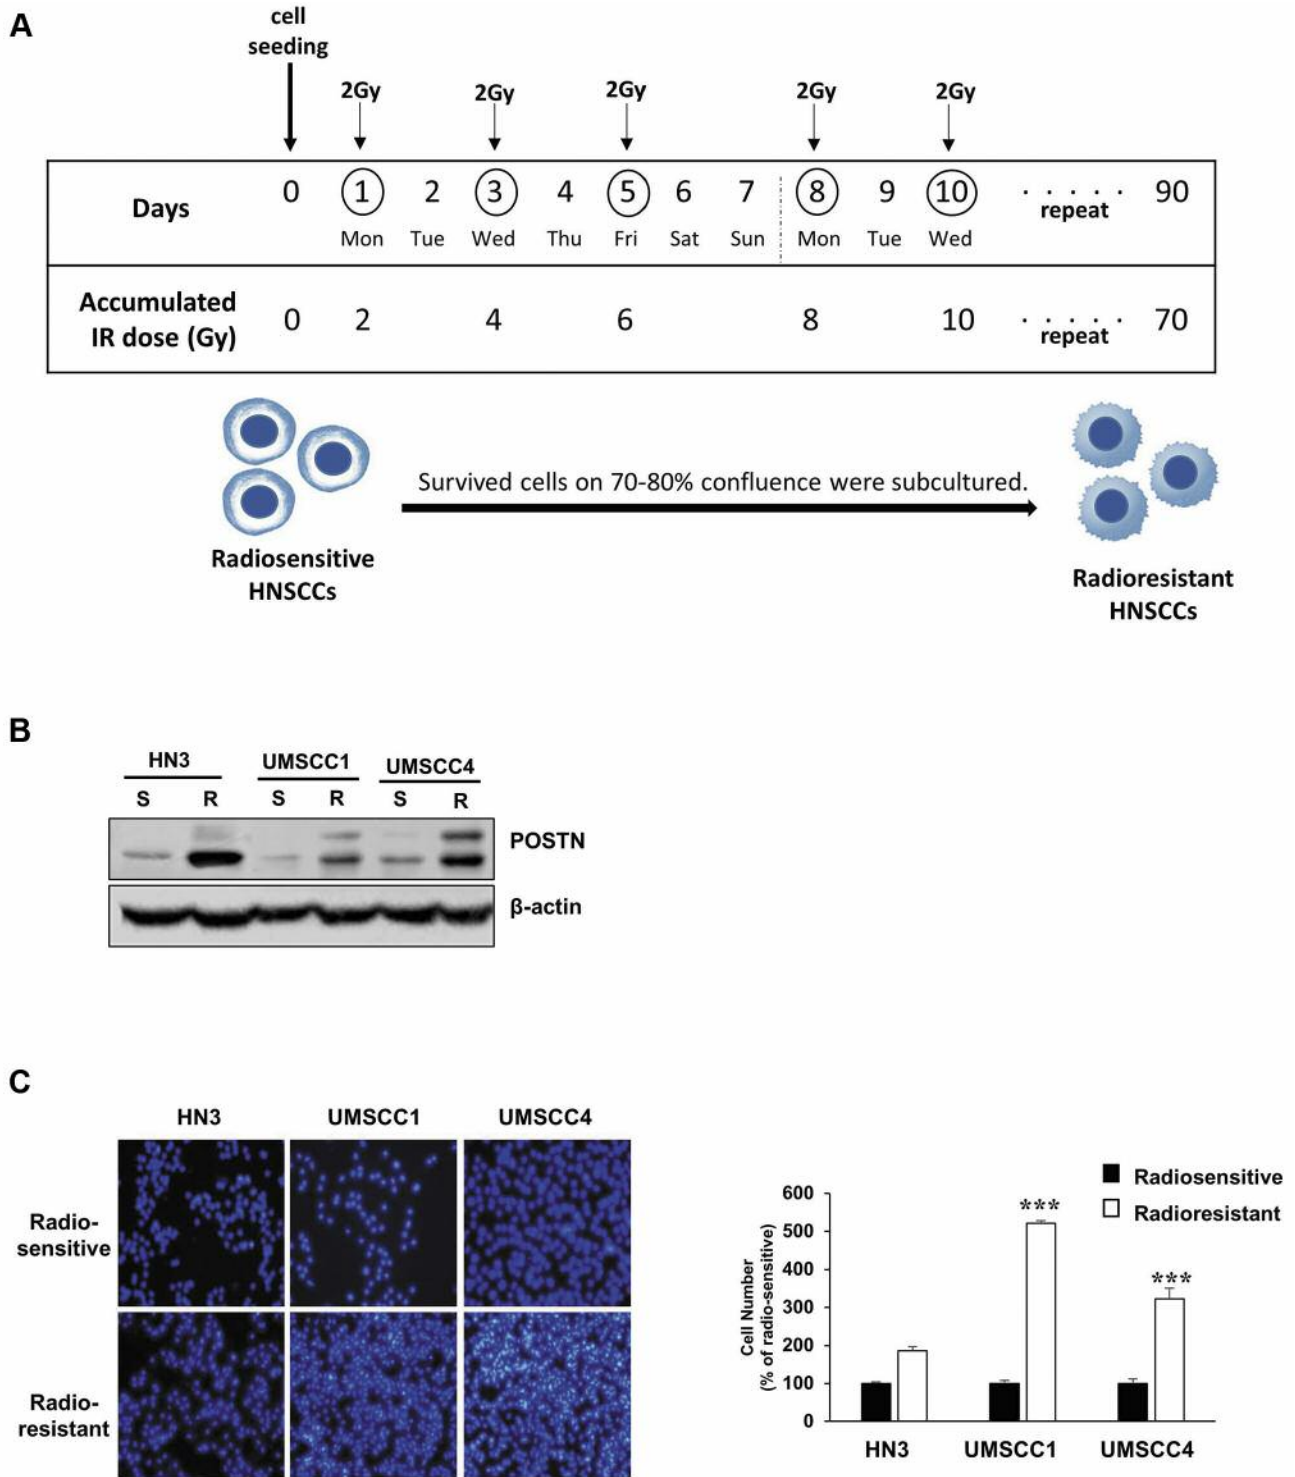 A
cell
seeding
2Gy 2Gy 2Gy 2Gy 2Gy
Days
0 1 2 3 4 5 6 7 8 9 10 · · · · · 90
repeat
Mon Tue Wed Thu Fri Sat Sun Mon Tue Wed
Accumulated
IR dose (Gy)
0 2 4 6 8 10 · · · · · 70
repeat
Survived cells on 70-80% confluence were subcultured.
Radiosensitive
HNSCCs
Radioresistant
HNSCCs
B
HN3 UMSCC1 UMSCC4
S R S R S R
POSTN
β-actin
C
HN3 UMSCC1 UMSCC4
Radio-
sensitive
Radio-
resistant
Radiosensitive
Radioresistant
Cell Number
(% of radio-sensitive)
600
500
400
300
200
100
0
***
***
HN3 UMSCC1 UMSCC4